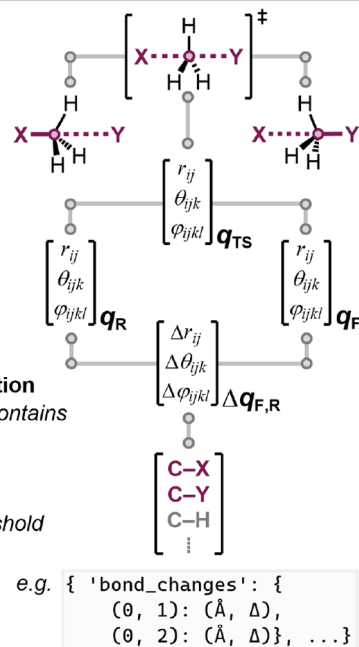 H
‡
X Y
H H
H H
X Y X Y
H H H H
r_ij
θ_ijk
φ_ijkl
q_TS
r_ij r_ij
θ_ijk θ_ijk
φ_ijkl φ_ijkl
q_R q_F
Δr_ij
Δθ_ijk
Δφ_ijkl
Δq_F,R
tion
ontains
C–X
C–Y
C–H
shold
e.g. { 'bond_changes': {
(0, 1): (Å, Δ),
(0, 2): (Å, Δ)}, ...}